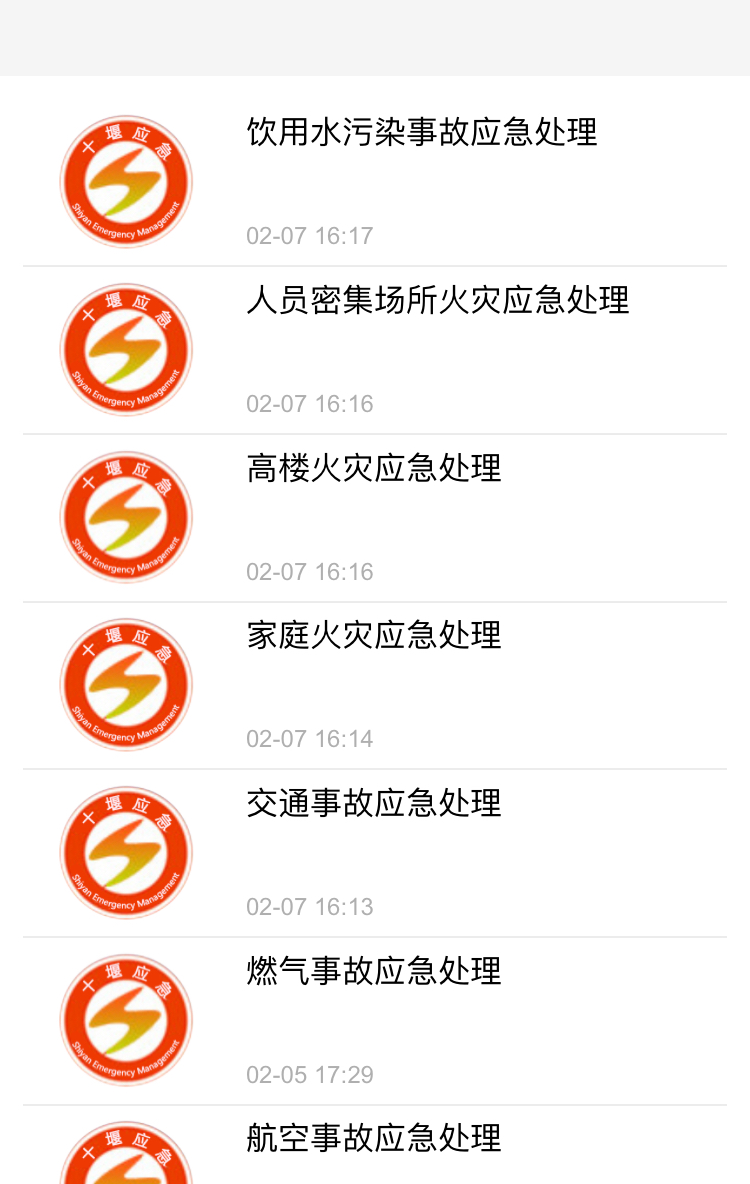 十堰应急
Shiyan Emergency Management
饮用水污染事故应急处理
02-07 16:17
十堰应急
Shiyan Emergency Management
人员密集场所火灾应急处理
02-07 16:16
十堰应急
Shiyan Emergency Management
高楼火灾应急处理
02-07 16:16
十堰应急
Shiyan Emergency Management
家庭火灾应急处理
02-07 16:14
十堰应急
Shiyan Emergency Management
交通事故应急处理
02-07 16:13
十堰应急
Shiyan Emergency Management
燃气事故应急处理
02-05 17:29
十堰应急
航空事故应急处理